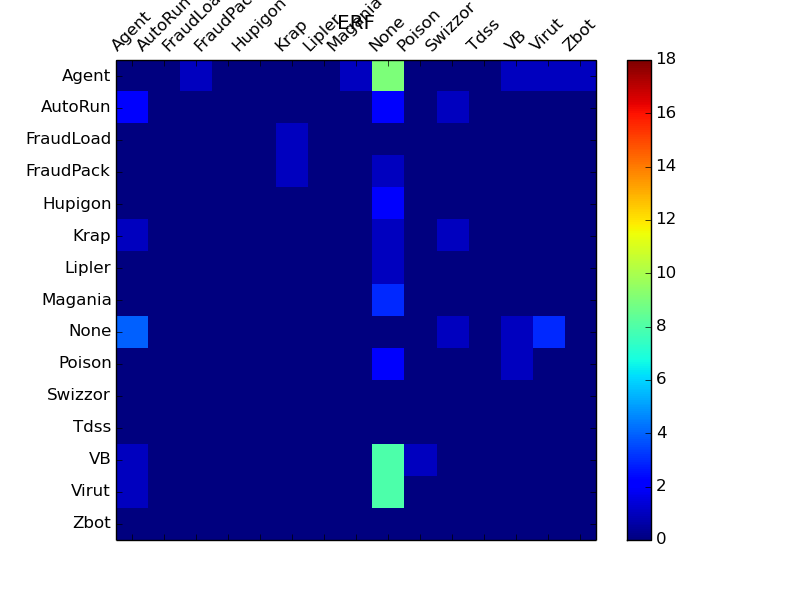 ERF
Agent AutoRun FraudLoad FraudPack Hupigon Krap Lipler Magania None Poison Swizzor Tdss VB Virut Zbot
Agent
AutoRun
FraudLoad
FraudPack
Hupigon
Krap
Lipler
Magania
None
Poison
Swizzor
Tdss
VB
Virut
Zbot
18
16
14
12
10
8
6
4
2
0